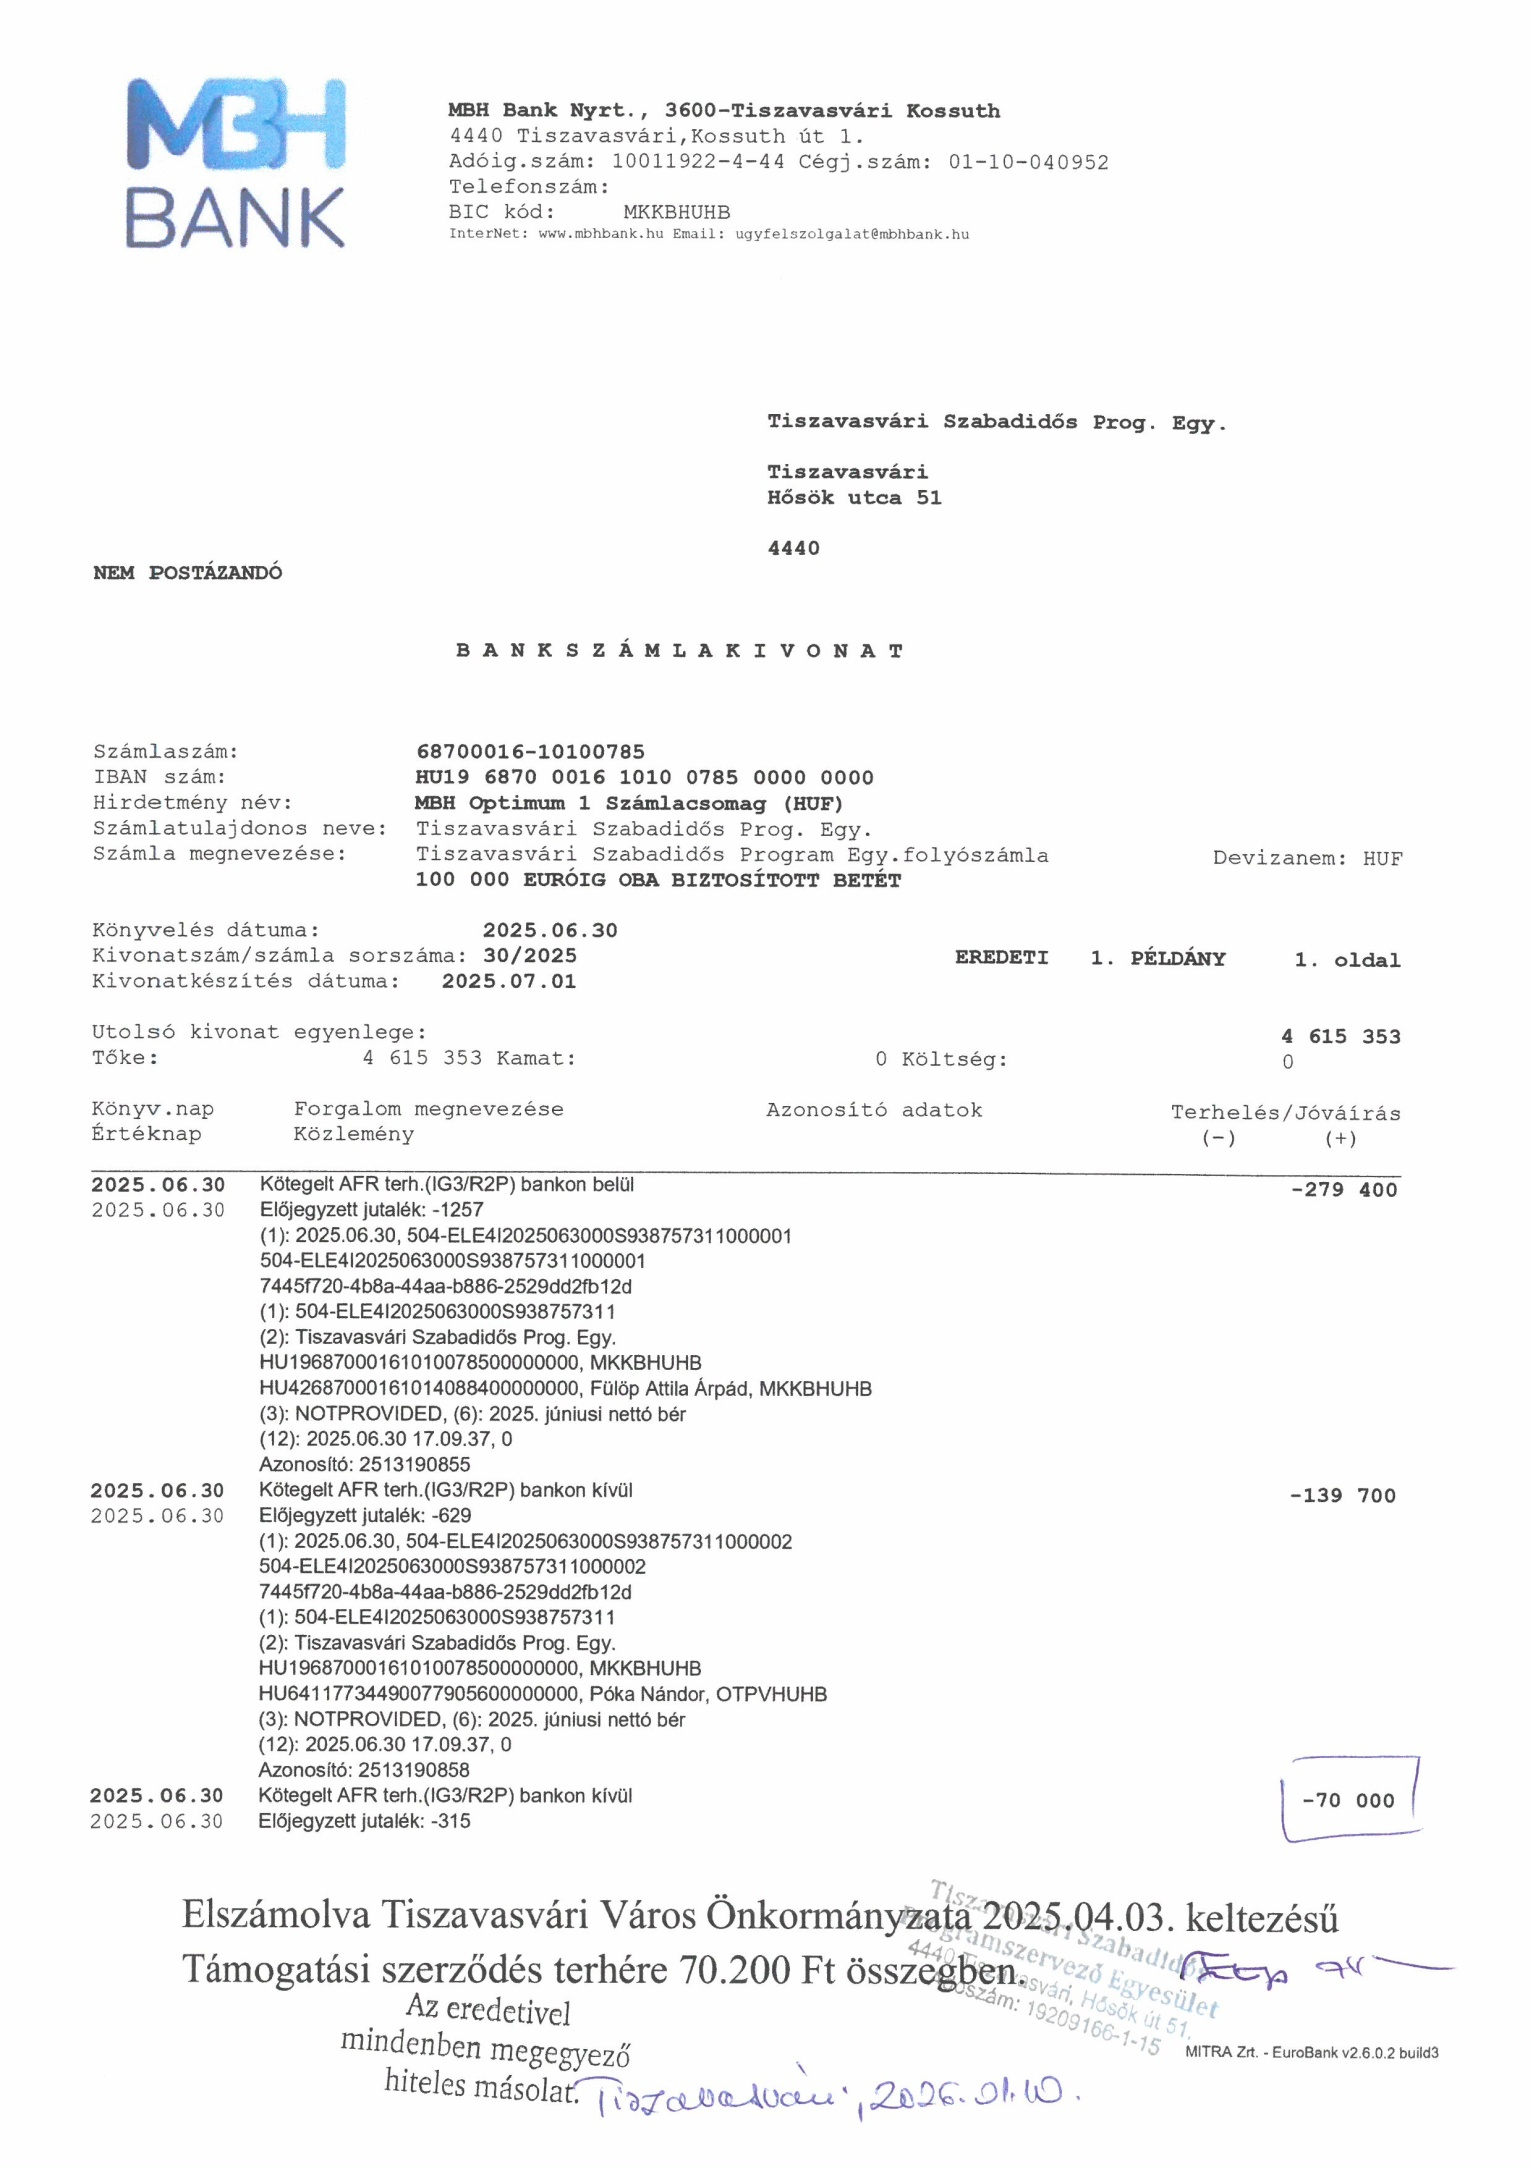 MBH
BANK
MBH Bank Nyrt., 3600-Tiszavasvári Kossuth
4440 Tiszavasvári,Kossuth út 1.
Adóig.szám: 10011922-4-44 Cégj.szám: 01-10-040952
Telefonszám:
BIC kód: MKKBHUHB
InterNet: www.mbhbank.hu Email: ugyfelszolgalat@mbhbank.hu
Tiszavasvári Szabadidős Prog. Egy.
Tiszavasvári
Hősök utca 51
4440
NEM POSTÁZANDÓ
BANKSZÁMLAKIVONAT
Számlaszám: 68700016-10100785
IBAN szám: HU19 6870 0016 1010 0785 0000 0000
Hirdetmény név: MBH Optimum 1 Számlacsomag (HUF)
Számlatulajdonos neve: Tiszavasvári Szabadidős Prog. Egy.
Számla megnevezése: Tiszavasvári Szabadidős Program Egy.folyószámla Devizanem: HUF
100 000 EURÓIG OBA BIZTOSÍTOTT BETÉT
Könyvelés dátuma: 2025.06.30
Kivonatszám/számla sorszáma: 30/2025 EREDETI 1. PÉLDÁNY 1. oldal
Kivonatkészítés dátuma: 2025.07.01
Utolsó kivonat egyenlege: 4 615 353
Tőke: 4 615 353 Kamat: 0 Költség: 0
Könyv.nap Forgalom megnevezése Azonosító adatok Terhelés/Jóváírás
Értéknap Közlemény (-) (+)
2025.06.30 Kötegelt AFR terh.(IG3/R2P) bankon belül -279 400
2025.06.30 Előjegyzett jutalék: -1257
(1): 2025.06.30, 504-ELE4I2025063000S938757311000001
504-ELE4I2025063000S938757311000001
7445f720-4b8a-44aa-b886-2529dd2fb12d
(1): 504-ELE4I2025063000S938757311
(2): Tiszavasvári Szabadidős Prog. Egy.
HU19687000161010078500000000, MKKBHUHB
HU42687000161014088400000000, Fülöp Attila Árpád, MKKBHUHB
(3): NOTPROVIDED, (6): 2025. júniusi nettó bér
(12): 2025.06.30 17.09.37, 0
Azonosító: 2513190855
2025.06.30 Kötegelt AFR terh.(IG3/R2P) bankon kívül -139 700
2025.06.30 Előjegyzett jutalék: -629
(1): 2025.06.30, 504-ELE4I2025063000S938757311000002
504-ELE4I2025063000S938757311000002
7445f720-4b8a-44aa-b886-2529dd2fb12d
(1): 504-ELE4I2025063000S938757311
(2): Tiszavasvári Szabadidős Prog. Egy.
HU19687000161010078500000000, MKKBHUHB
HU64117734490077905600000000, Póka Nándor, OTPVHUHB
(3): NOTPROVIDED, (6): 2025. júniusi nettó bér
(12): 2025.06.30 17.09.37, 0
Azonosító: 2513190858
2025.06.30 Kötegelt AFR terh.(IG3/R2P) bankon kívül -70 000
2025.06.30 Előjegyzett jutalék: -315
Elszámolva Tiszavasvári Város Önkormányzata 2025.04.03. keltezésű
Támogatási szerződés terhére 70.200 Ft összegben.
Tiszavasvári Szabadidős
Programszervező Egyesület
4440 Tiszavasvári, Hősök út 51.
Adószám: 19209166-1-15
Az eredetivel
mindenben megegyező
hiteles másolat. Tiszavasvári, 2026.01.10.
MITRA Zrt. - EuroBank v2.6.0.2 build3